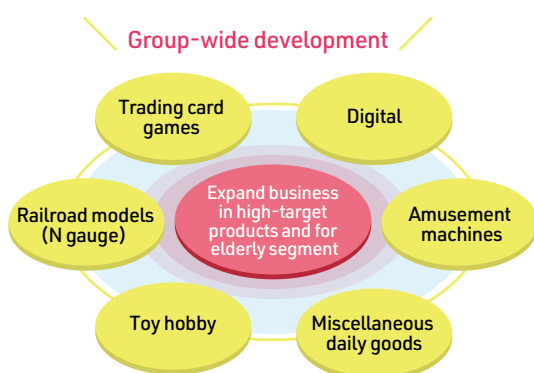 Group-wide development
Trading card
games
Digital
Railroad models
(N gauge)
Expand business
in high-target
products and for
elderly segment
Amusement
machines
Toy hobby
Miscellaneous
daily goods